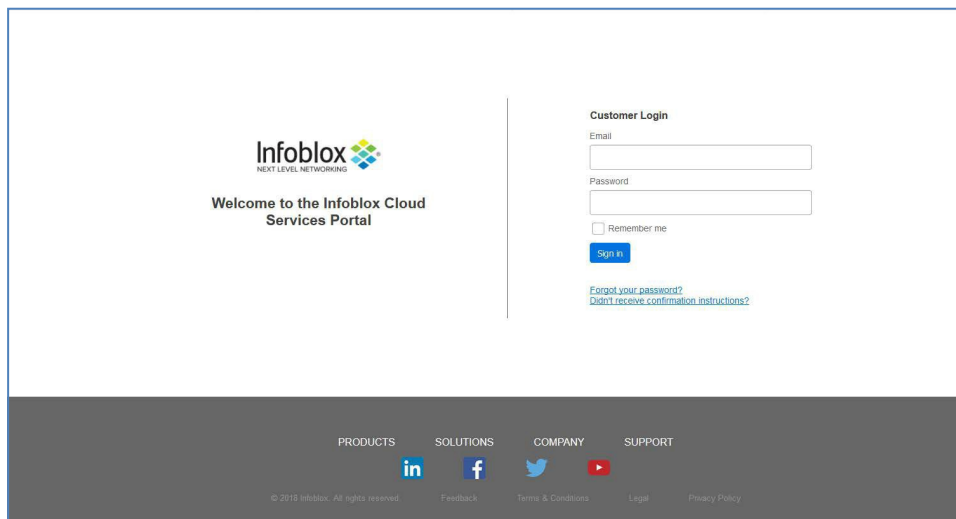 Infoblox
NEXT LEVEL NETWORKING
Welcome to the Infoblox Cloud
Services Portal
Customer Login
Email
Password
Remember me
Sign in
Forgot your password?
Didn't receive confirmation instructions?
PRODUCTS SOLUTIONS COMPANY SUPPORT
in f
© 2016 Infoblox. All rights reserved. Feedback Terms & Conditions Legal Privacy Policy